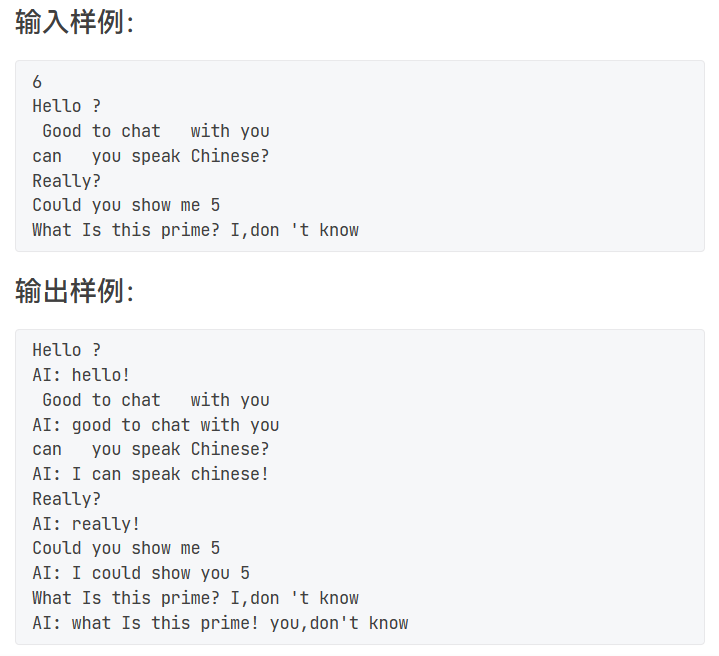 输入样例：
6
Hello ?
 Good to chat   with you
can   you speak Chinese?
Really?
Could you show me 5
What Is this prime? I,don 't know
输出样例：
Hello ?
AI: hello!
 Good to chat   with you
AI: good to chat with you
can   you speak Chinese?
AI: I can speak chinese!
Really?
AI: really!
Could you show me 5
AI: I could show you 5
What Is this prime? I,don 't know
AI: what Is this prime! you,don't know